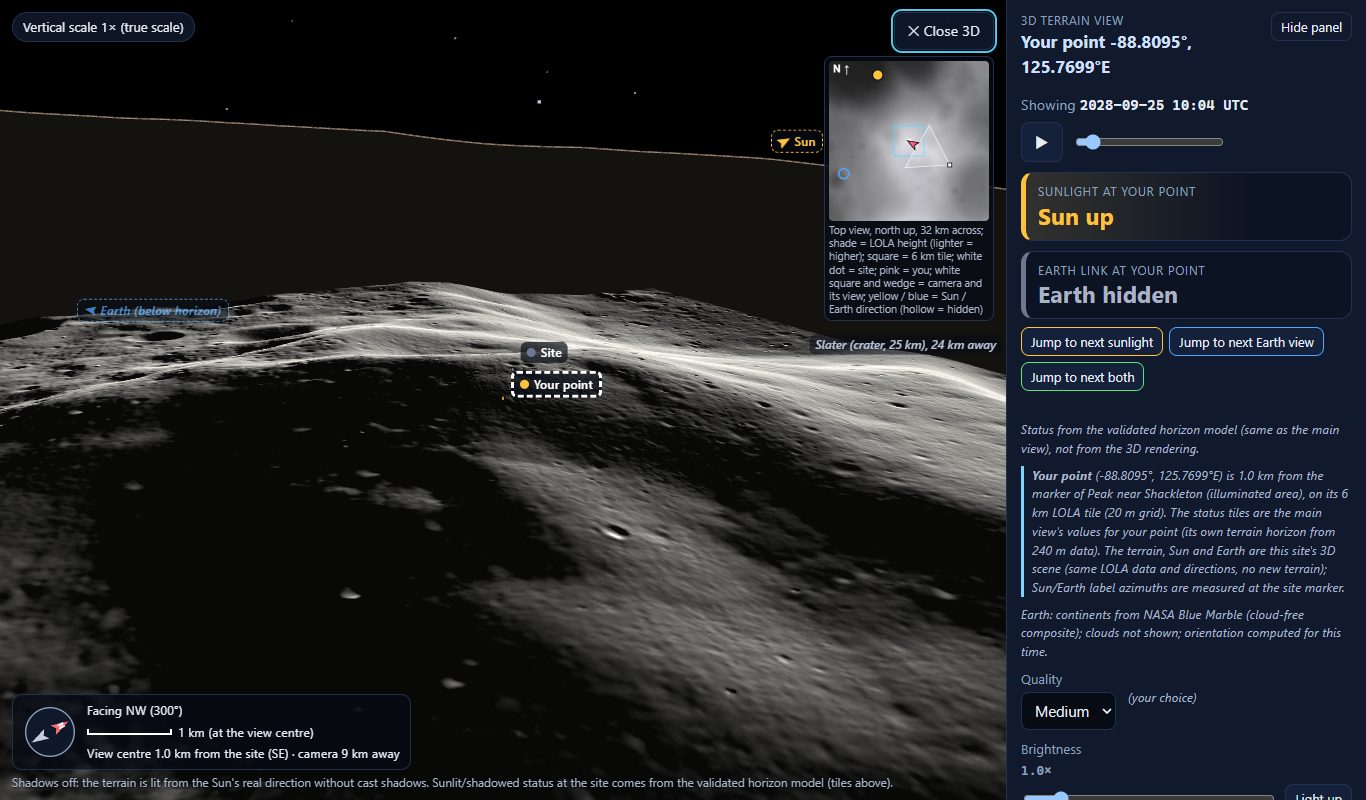 Vertical scale 1× (true scale)
✕ Close 3D
N ↑
Sun
Top view, north up, 32 km across;
shade = LOLA height (lighter =
higher); square = 6 km tile; white
dot = site; pink = you; white
square and wedge = camera and
its view; yellow / blue = Sun /
Earth direction (hollow = hidden)
Earth (below horizon)
Slater (crater, 25 km), 24 km away
Site
Your point
Facing NW (300°)
1 km (at the view centre)
View centre 1.0 km from the site (SE) · camera 9 km away
Shadows off: the terrain is lit from the Sun's real direction without cast shadows. Sunlit/shadowed status at the site comes from the validated horizon model (tiles above).
3D TERRAIN VIEW
Hide panel
Your point -88.8095°,
125.7699°E
Showing 2028-09-25 10:04 UTC
SUNLIGHT AT YOUR POINT
Sun up
EARTH LINK AT YOUR POINT
Earth hidden
Jump to next sunlight
Jump to next Earth view
Jump to next both
Status from the validated horizon model (same as the main
view), not from the 3D rendering.
Your point (-88.8095°, 125.7699°E) is 1.0 km from the
marker of Peak near Shackleton (illuminated area), on its 6
km LOLA tile (20 m grid). The status tiles are the main
view's values for your point (its own terrain horizon from
240 m data). The terrain, Sun and Earth are this site's 3D
scene (same LOLA data and directions, no new terrain);
Sun/Earth label azimuths are measured at the site marker.
Earth: continents from NASA Blue Marble (cloud-free
composite); clouds not shown; orientation computed for this
time.
Quality
Medium
(your choice)
Brightness
1.0×
Light up